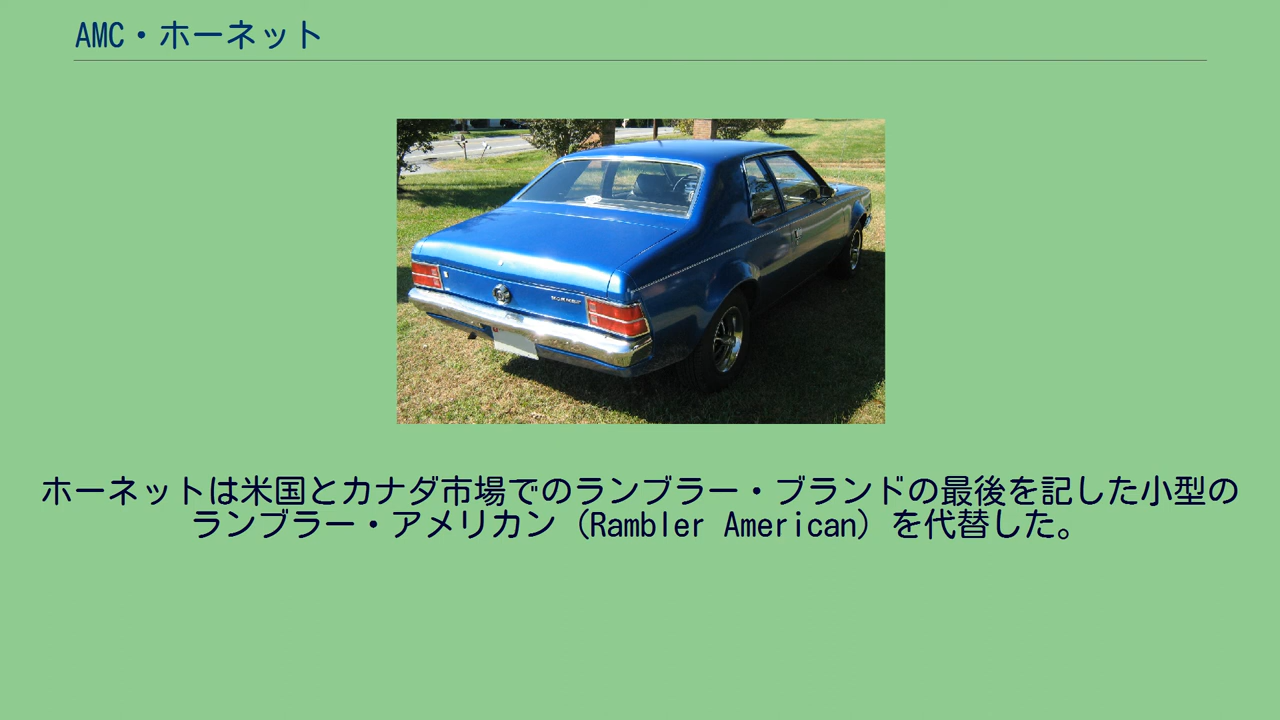 AMC・ホーネット
ホーネットは米国とカナダ市場でのランブラー・ブランドの最後を記した小型の
ランブラー・アメリカン（Rambler American）を代替した。